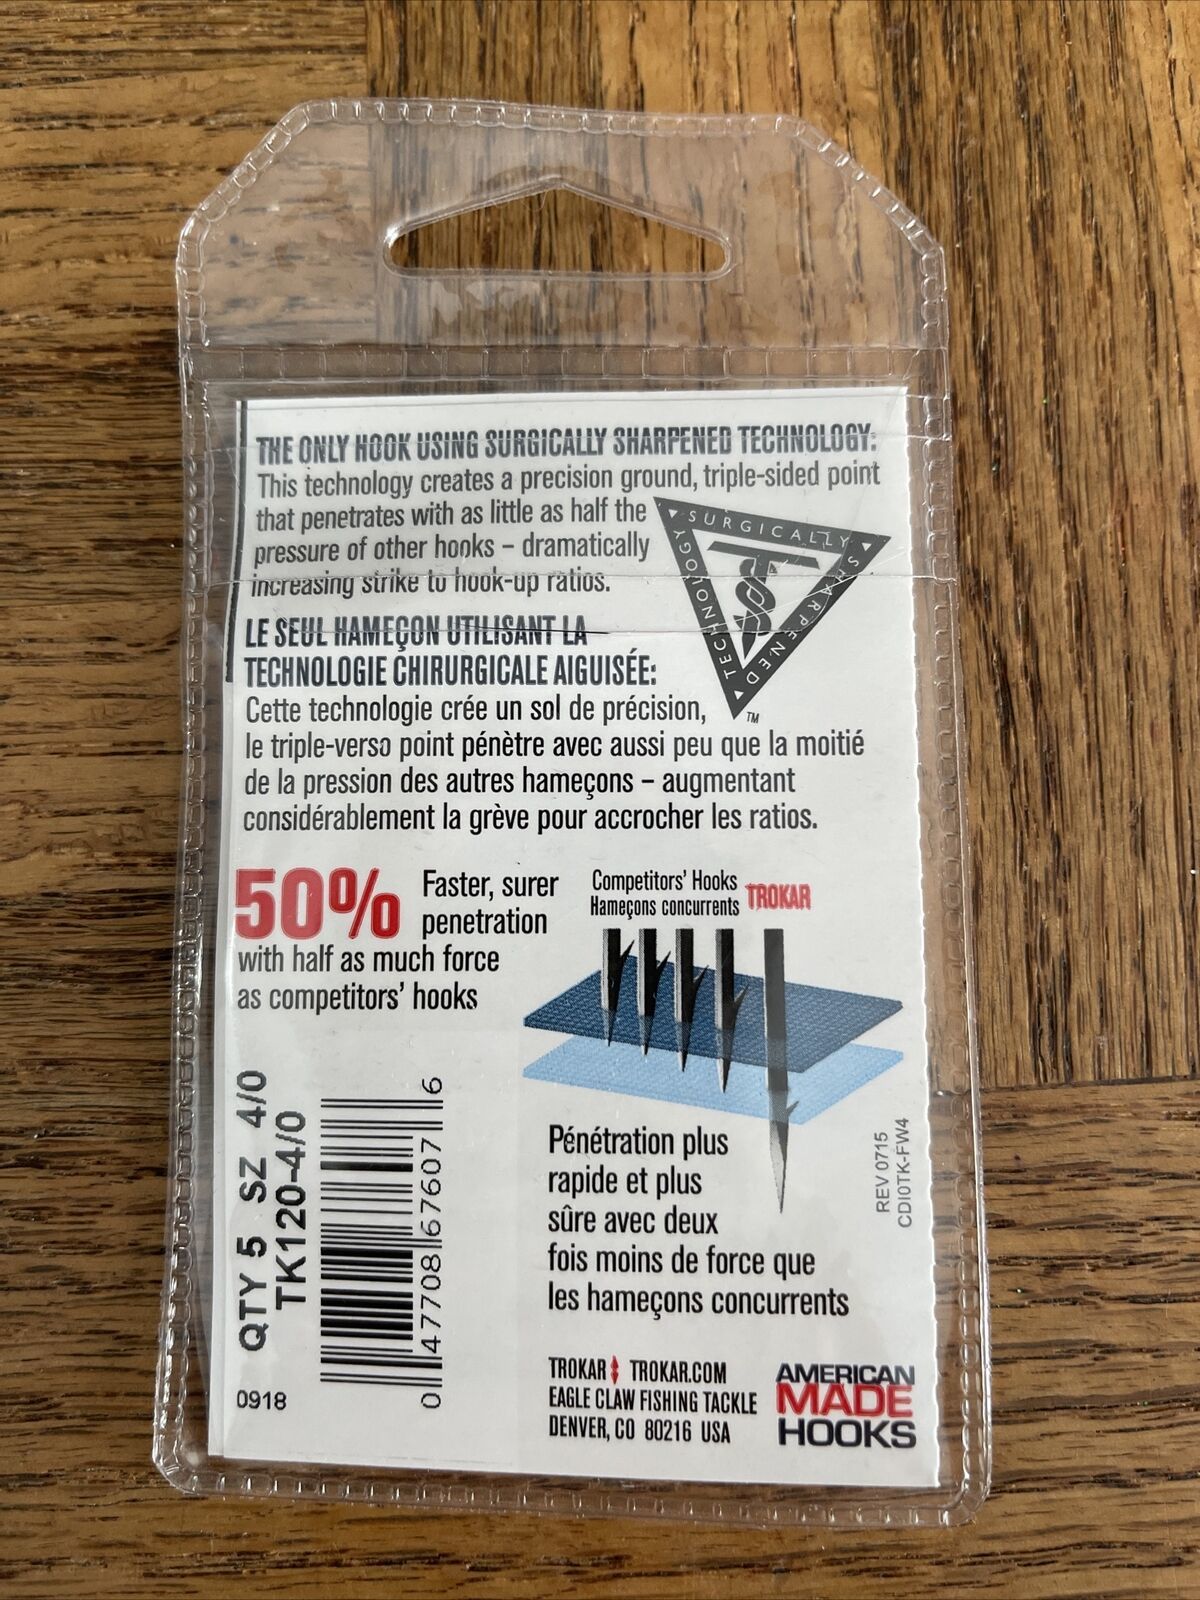 THE ONLY HOOK USING SURGICALLY SHARPENED TECHNOLOGY:
This technology creates a precision ground, triple-sided point
that penetrates with as little as half the
pressure of other hooks – dramatically
increasing strike to hook-up ratios.
SURGICALLY SHARPENED TECHNOLOGY
TM
LE SEUL HAMEÇON UTILISANT LA
TECHNOLOGIE CHIRURGICALE AIGUISÉE:
Cette technologie crée un sol de précision,
le triple-verso point pénètre avec aussi peu que la moitié
de la pression des autres hameçons – augmentant
considérablement la grève pour accrocher les ratios.
50% Faster, surer
penetration
with half as much force
as competitors' hooks
Competitors' Hooks
Hameçons concurrents
TROKAR
Pénétration plus
rapide et plus
sûre avec deux
fois moins de force que
les hameçons concurrents
QTY 5 SZ 4/0
TK120-4/0
0 47708 67607 6
0918
REV 0715
CDI0TK-FW4
TROKAR TROKAR.COM
EAGLE CLAW FISHING TACKLE
DENVER, CO 80216 USA
AMERICAN
MADE
HOOKS